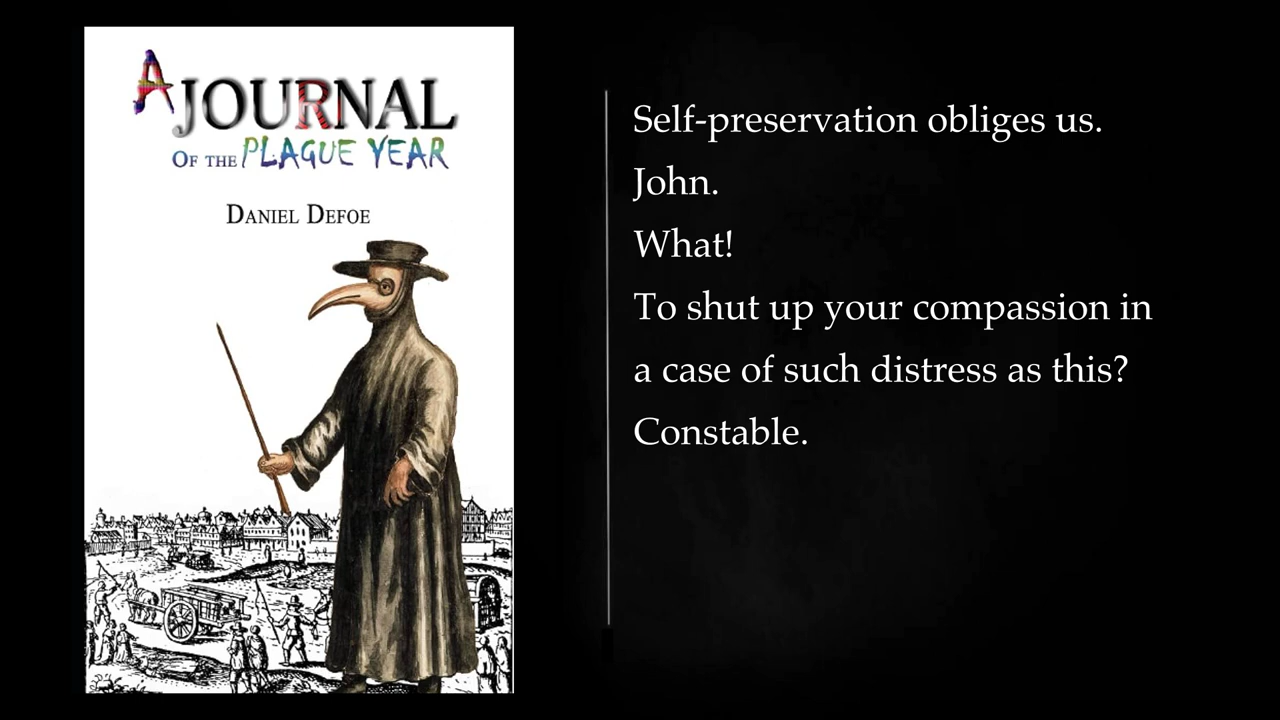 A JOURNAL
OF THE PLAGUE YEAR
DANIEL DEFOE
Self-preservation obliges us.
John.
What!
To shut up your compassion in
a case of such distress as this?
Constable.